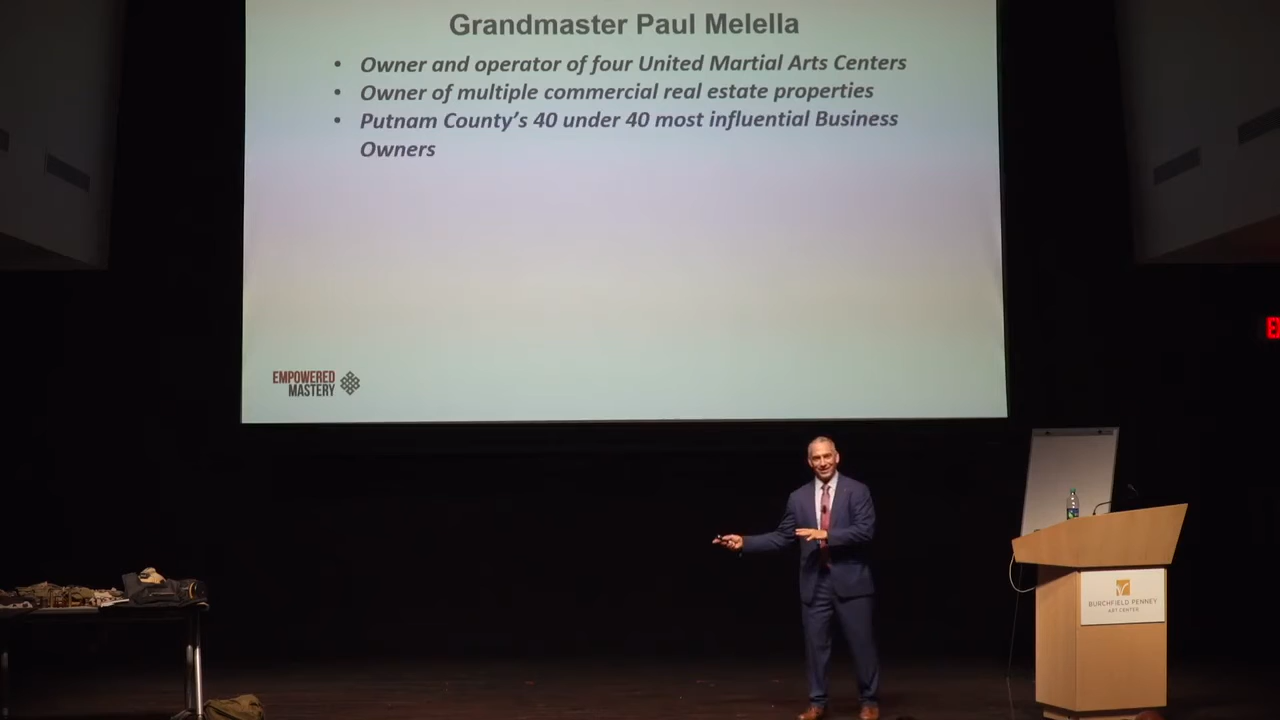 Grandmaster Paul Melella
• Owner and operator of four United Martial Arts Centers
• Owner of multiple commercial real estate properties
• Putnam County's 40 under 40 most influential Business
Owners
EMPOWERED
MASTERY
E
BURCHFIELD PENNEY
ART CENTER